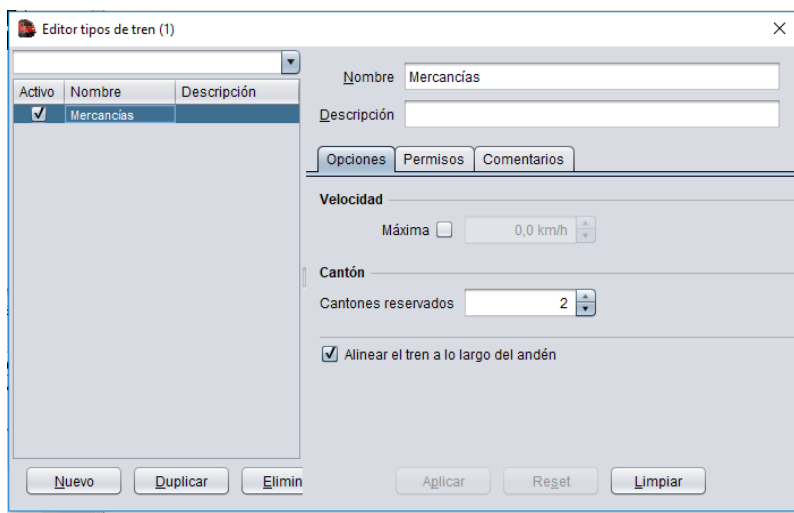 Editor tipos de tren (1)
Activo Nombre Descripción
Mercancías
Nuevo Duplicar Elimin
Nombre Mercancías
Descripción
Opciones Permisos Comentarios
Velocidad
Máxima 0,0 km/h
Cantón
Cantones reservados 2
Alinear el tren a lo largo del andén
Aplicar Reset Limpiar